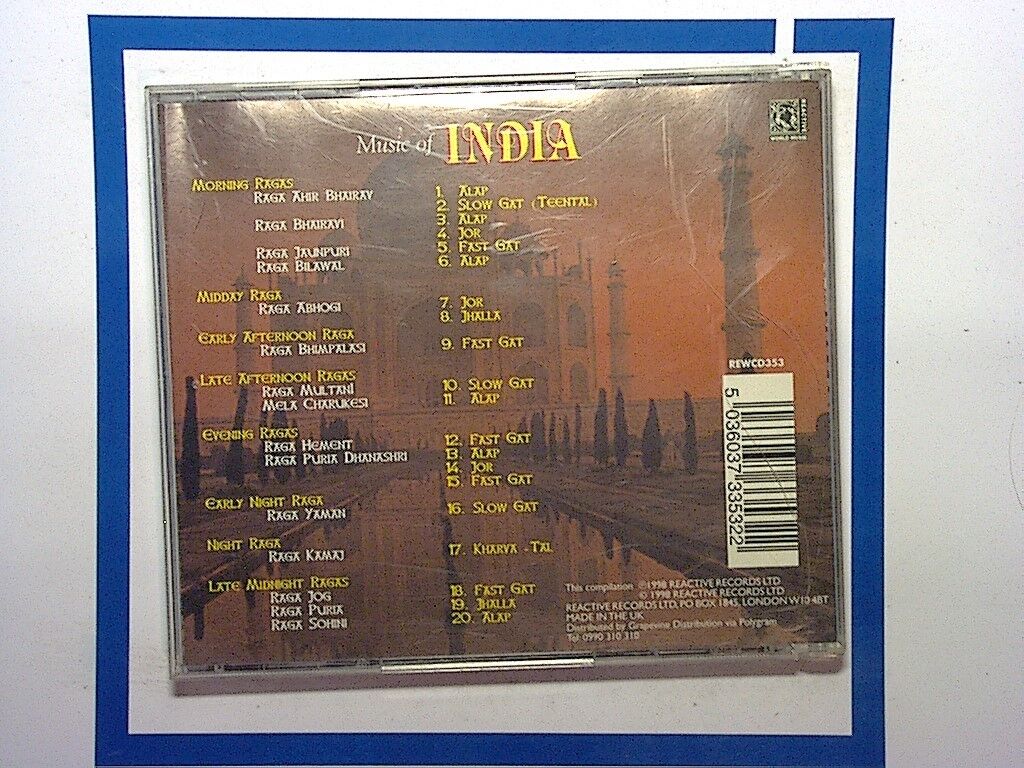 Music of INDIA
REACTIVE
WORLD MUSIC
MORNING RAGAS
RAGA AHIR BHAIRAV 1. ALAP
2. SLOW GAT (TEENTAL)
RAGA BHAIRAVI 3. ALAP
4. JOR
RAGA JAUNPURI 5. FAST GAT
RAGA BILAWAL 6. ALAP
MIDDAY RAGA
RAGA ABHOGI 7. JOR
8. JHALLA
EARLY AFTERNOON RAGA
RAGA BHIMPALASI 9. FAST GAT
LATE AFTERNOON RAGAS
RAGA MULTANI 10. SLOW GAT
MELA CHARUKESI 11. ALAP
EVENING RAGAS
RAGA HEMENT 12. FAST GAT
RAGA PURIA DHANASHRI 13. ALAP
14. JOR
15. FAST GAT
EARLY NIGHT RAGA
RAGA YAMAN 16. SLOW GAT
NIGHT RAGA
RAGA KAMAJ 17. KHARVA - TAL
LATE MIDNIGHT RAGAS
RAGA JOG 18. FAST GAT
RAGA PURIA 19. JHALLA
RAGA SOHINI 20. ALAP
REWCD353
5 036037 335322
This compilation ℗1998 REACTIVE RECORDS LTD
© 1998 REACTIVE RECORDS LTD
REACTIVE RECORDS LTD, PO BOX 1845, LONDON W10 4BT
MADE IN THE UK
Distributed by Grapevine Distribution via Polygram
Tel: 0990 310 310